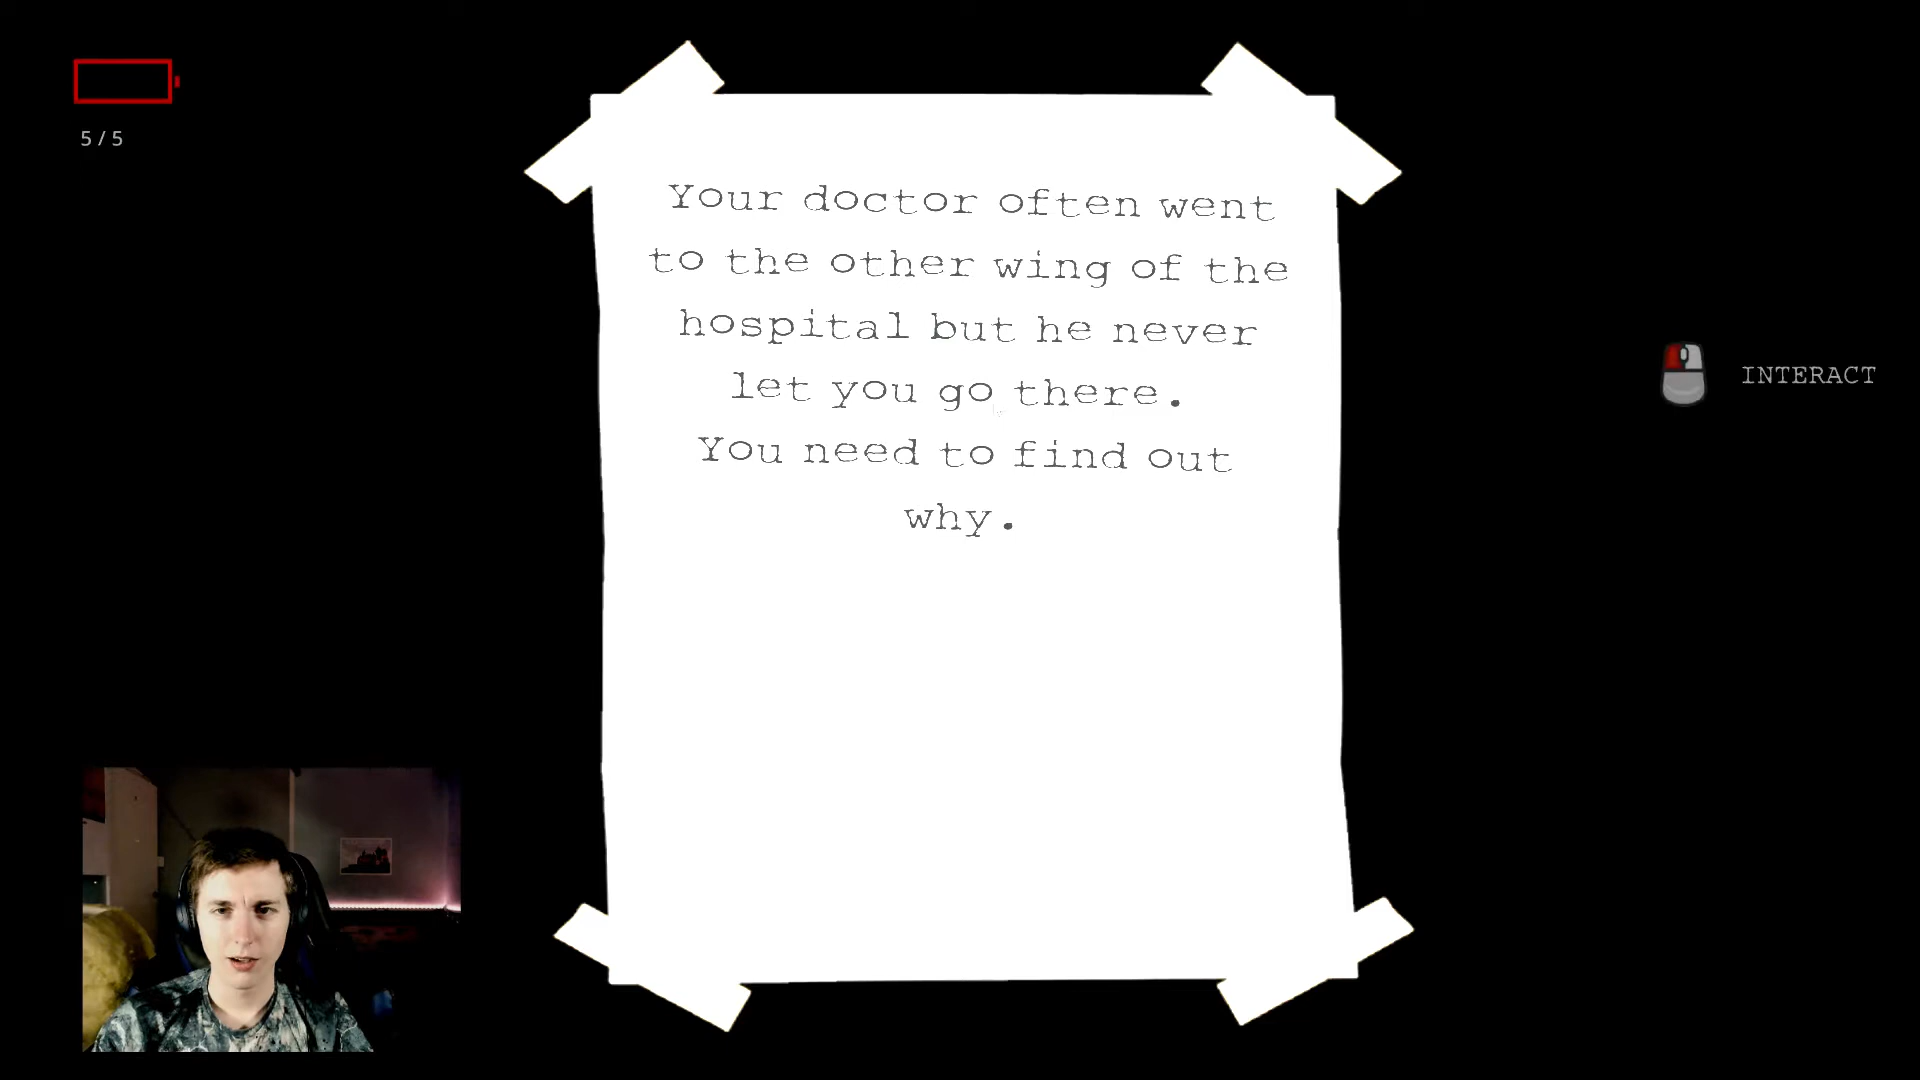 5/5
Your doctor often went
to the other wing of the
hospital but he never
let you go there.
You need to find out
why.
INTERACT